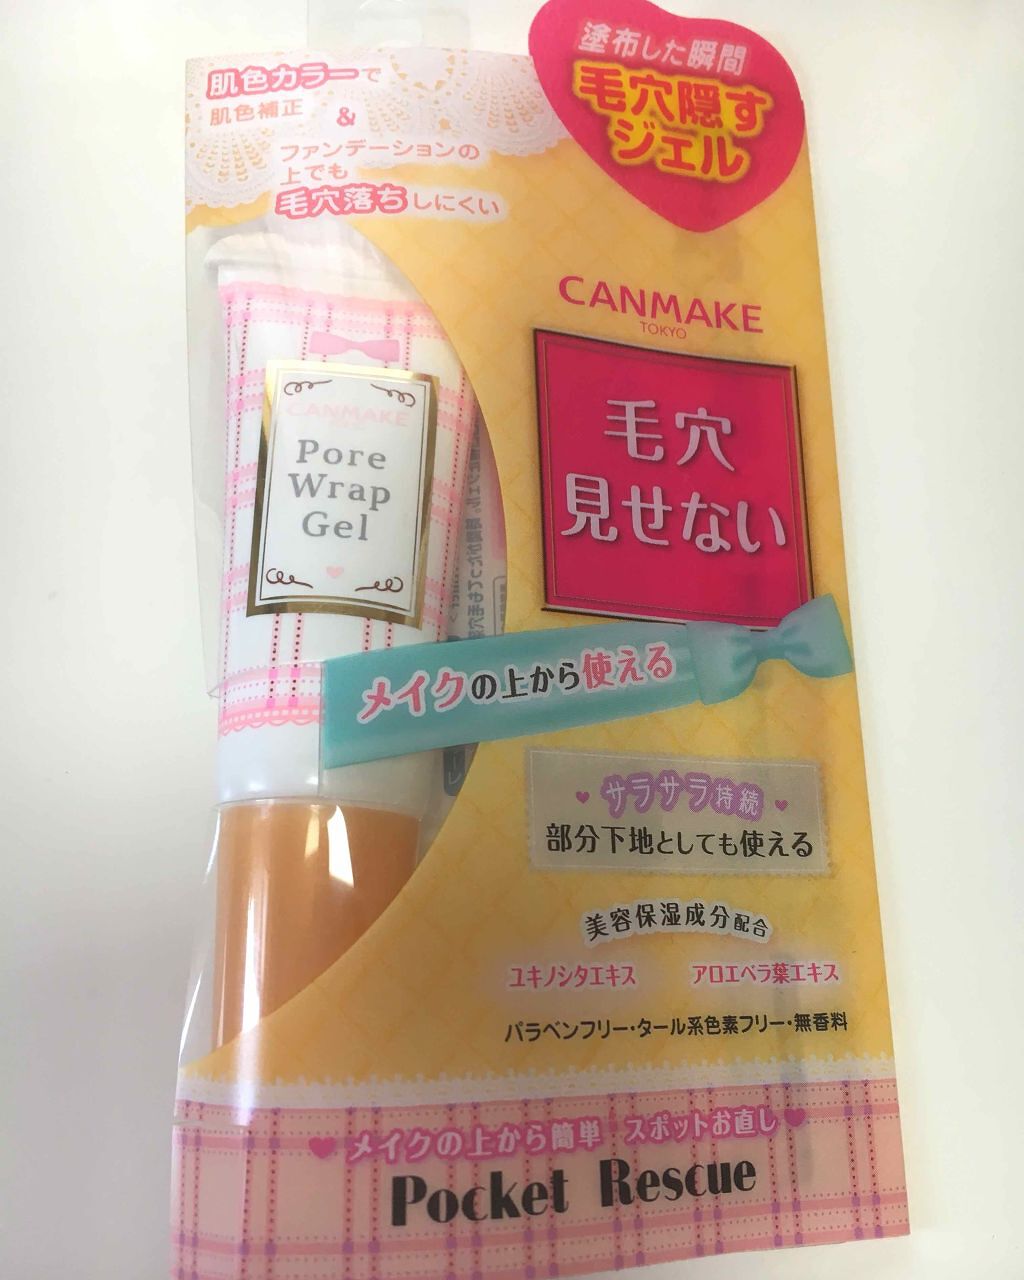 肌色カラーで
肌色補正
&
ファンデーションの
上でも
毛穴落ちしにくい
塗布した瞬間
毛穴隠す
ジェル
CANMAKE
TOKYO
毛穴
見せない
CANMAKE
Pore
Wrap
Gel
メイクの上から使える
サラサラ持続
部分下地としても使える
美容保湿成分配合
ユキノシタエキス アロエベラ葉エキス
パラベンフリー・タール系色素フリー・無香料
メイクの上から簡単 スポットお直し
Pocket Rescue